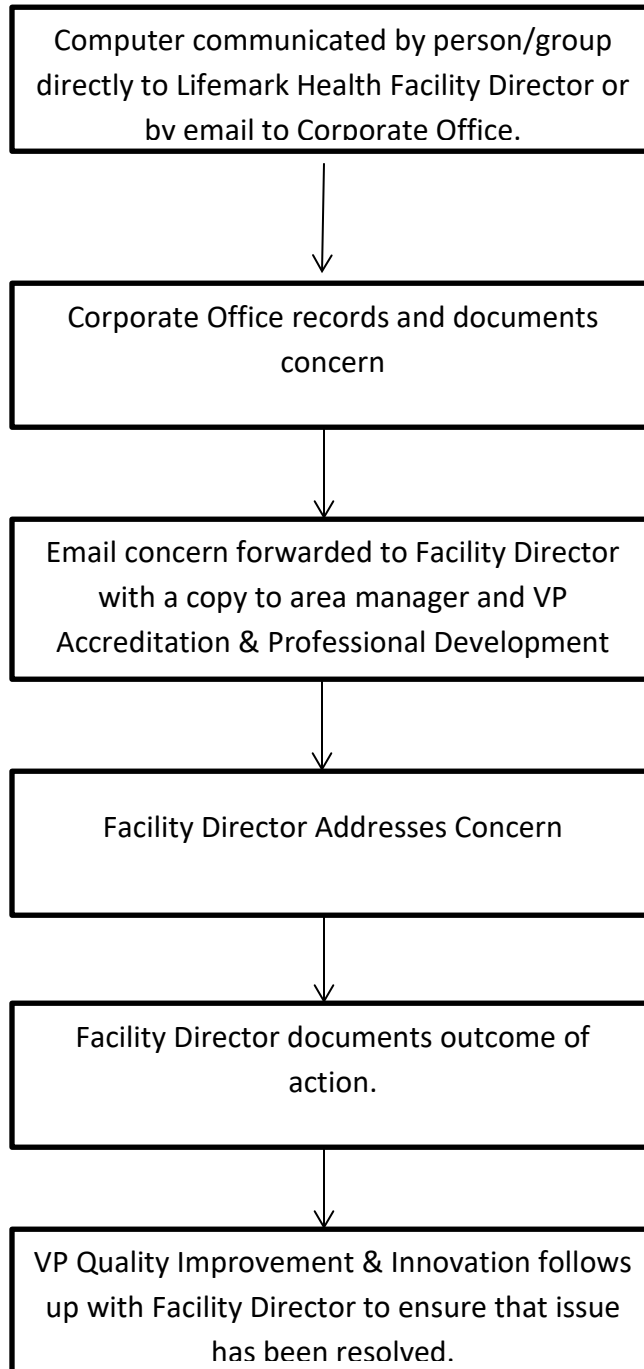 Computer communicated by person/group
directly to Lifemark Health Facility Director or
by email to Corporate Office.
Corporate Office records and documents
concern
Email concern forwarded to Facility Director
with a copy to area manager and VP
Accreditation & Professional Development
Facility Director Addresses Concern
Facility Director documents outcome of
action.
VP Quality Improvement & Innovation follows
up with Facility Director to ensure that issue
has been resolved.